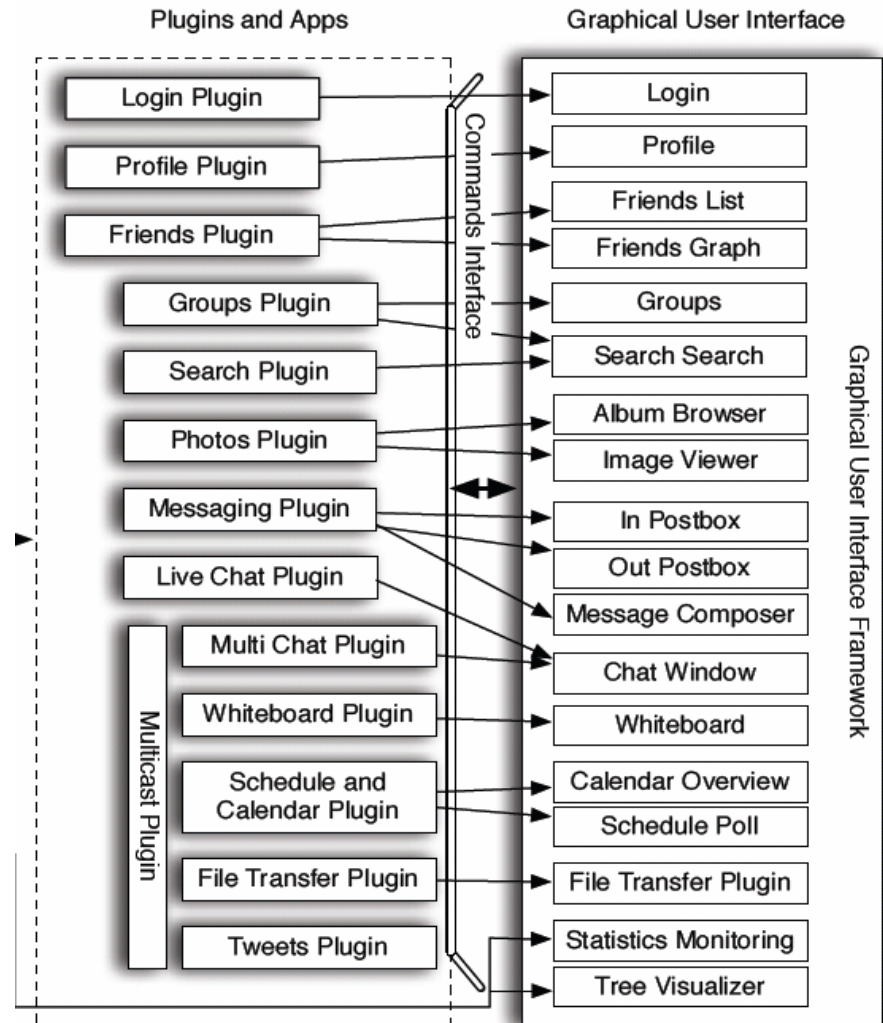 Plugins and Apps
Graphical User Interface
Login Plugin
Profile Plugin
Friends Plugin
Groups Plugin
Search Plugin
Photos Plugin
Messaging Plugin
Live Chat Plugin
Multicast Plugin
Multi Chat Plugin
Whiteboard Plugin
Schedule and
Calendar Plugin
File Transfer Plugin
Tweets Plugin
Commands Interface
Login
Profile
Friends List
Friends Graph
Groups
Search Search
Album Browser
Image Viewer
In Postbox
Out Postbox
Message Composer
Chat Window
Whiteboard
Calendar Overview
Schedule Poll
File Transfer Plugin
Statistics Monitoring
Tree Visualizer
Graphical User Interface Framework